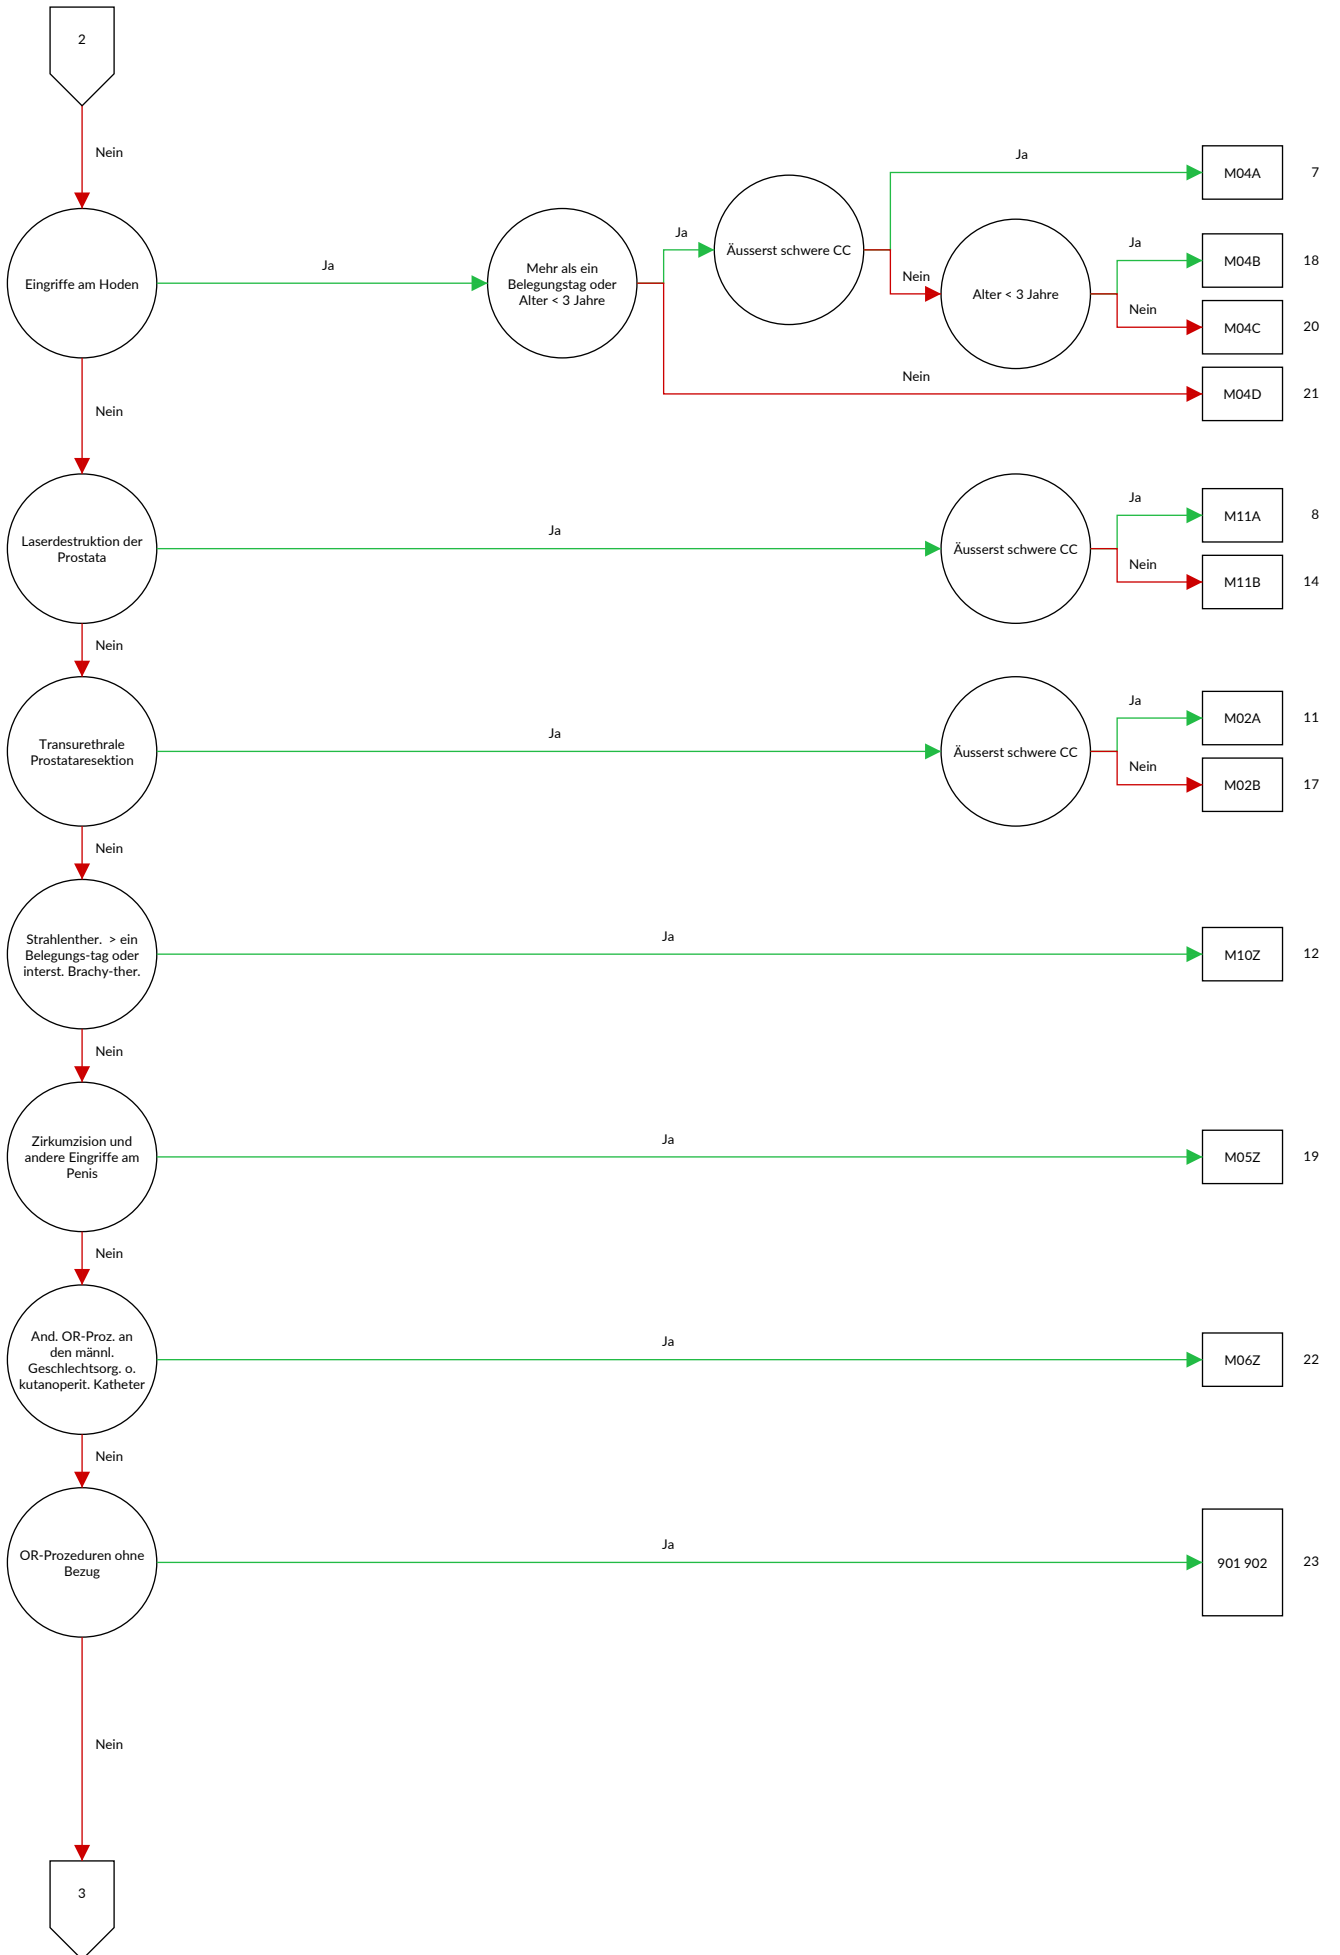 2
Nein
Ja
M04A
7
Eingriffe am Hoden
Ja
Mehr als ein
Belegungstag oder
Alter < 3 Jahre
Ja
Äusserst schwere CC
Nein
Alter < 3 Jahre
Ja
M04B
18
Nein
M04C
20
Nein
M04D
21
Nein
Laserdestruktion der
Prostata
Ja
Äusserst schwere CC
Ja
M11A
8
Nein
M11B
14
Nein
Transurethrale
Prostataresektion
Ja
Äusserst schwere CC
Ja
M02A
11
Nein
M02B
17
Nein
Strahlenther.  > ein
Belegungs-tag oder
interst. Brachy-ther.
Ja
M10Z
12
Nein
Zirkumzision und
andere Eingriffe am
Penis
Ja
M05Z
19
Nein
And. OR-Proz. an
den männl.
Geschlechtsorg. o.
kutanoperit. Katheter
Ja
M06Z
22
Nein
OR-Prozeduren ohne
Bezug
Ja
901 902
23
Nein
3